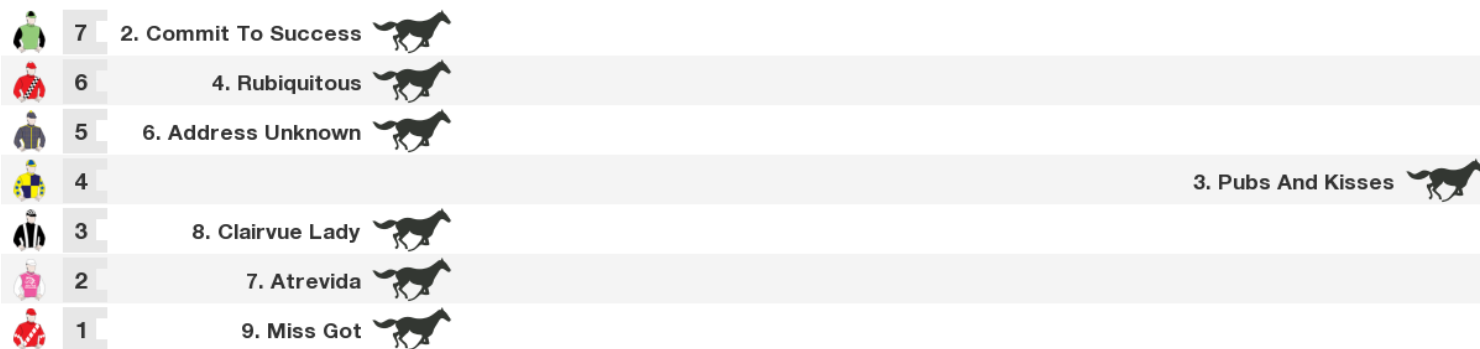 7 2. Commit To Success
6 4. Rubiquitous
5 6. Address Unknown
4 3. Pubs And Kisses
3 8. Clairvue Lady
2 7. Atrevida
1 9. Miss Got